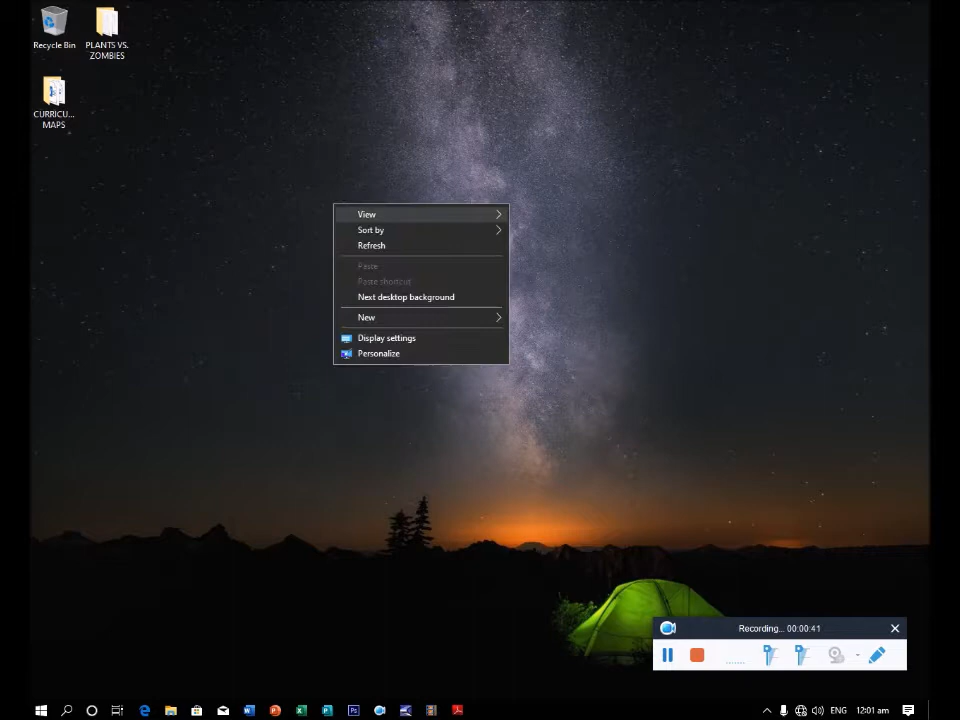 Recycle Bin
PLANTS VS.
ZOMBIES
CURRICU...
MAPS
View
Sort by
Refresh
Paste
Paste shortcut
Next desktop background
New
Display settings
Personalize
Recording... 00:00:41
ENG
12:01 am